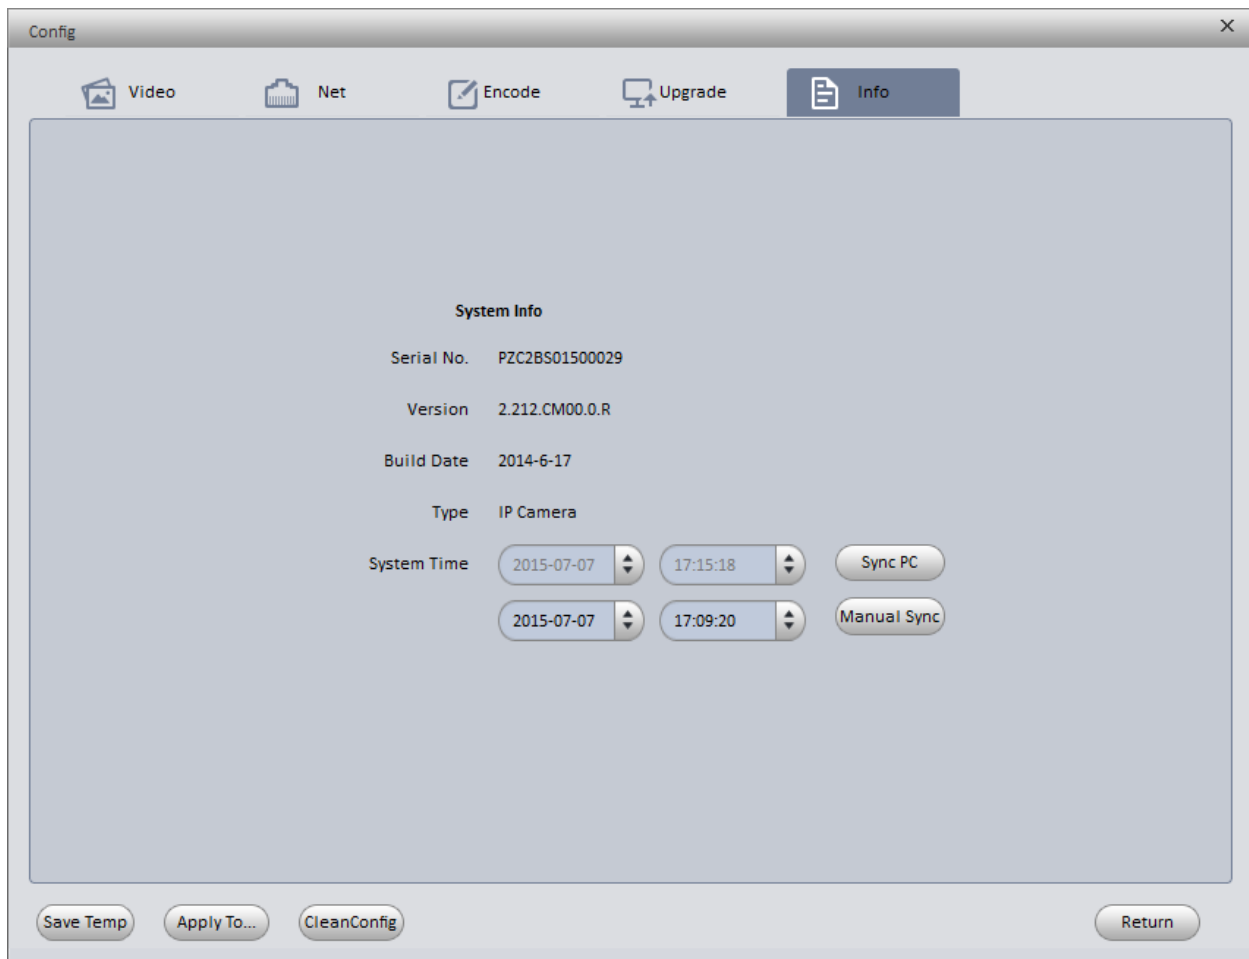 Config
Video Net Encode Upgrade Info
System Info
Serial No. PZC2BS01500029
Version 2.212.CM00.0.R
Build Date 2014-6-17
Type IP Camera
System Time 2015-07-07 17:15:18 Sync PC
2015-07-07 17:09:20 Manual Sync
Save Temp Apply To... CleanConfig Return